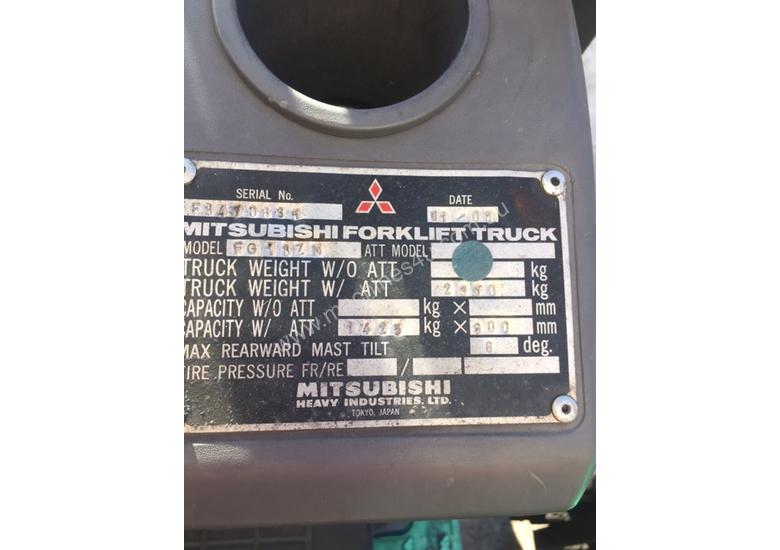 SERIAL No. DATE
MITSUBISHI FORKLIFT TRUCK
MODEL FG18ZN ATT MODEL
TRUCK WEIGHT W/O ATT kg
TRUCK WEIGHT W/ ATT kg
CAPACITY W/O ATT kg × mm
CAPACITY W/ ATT 1425 kg × 600 mm
MAX REARWARD MAST TILT 6 deg.
TIRE PRESSURE FR/RE /
MITSUBISHI
HEAVY INDUSTRIES, LTD.
TOKYO, JAPAN